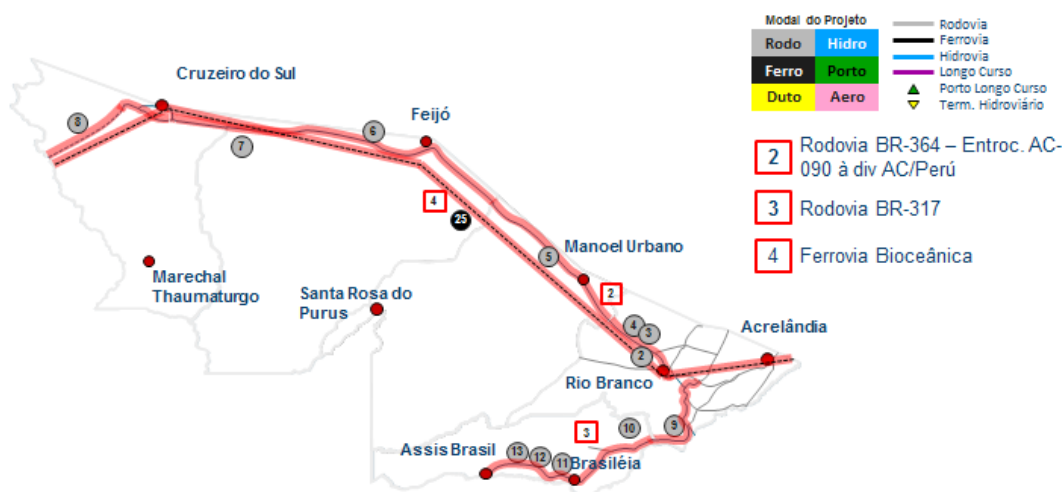 Modal do Projeto
Rodo Hidro
Ferro Porto
Duto Aero
Rodovia
Ferrovia
Hidrovia
Longo Curso
Porto Longo Curso
Term. Hidroviário
2 Rodovia BR-364 – Entroc. AC-
090 à div AC/Perú
3 Rodovia BR-317
4 Ferrovia Bioceânica
Cruzeiro do Sul
8
7
6
Feijó
4
25
Manoel Urbano
5
2
Marechal
Thaumaturgo
Santa Rosa do
Purus
4
3
2
Acrelândia
Rio Branco
3
10
9
Assis Brasil
13
12
11
Brasiléia